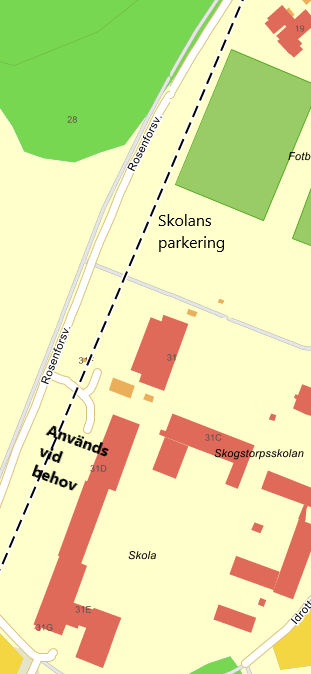 19
28
Rosenforsv.
Fotb
Skolans
parkering
Rosenforsv.
31
31C
Skogstorpsskolan
Används
vid
behov
31D
Skola
31E
31G
Idrott